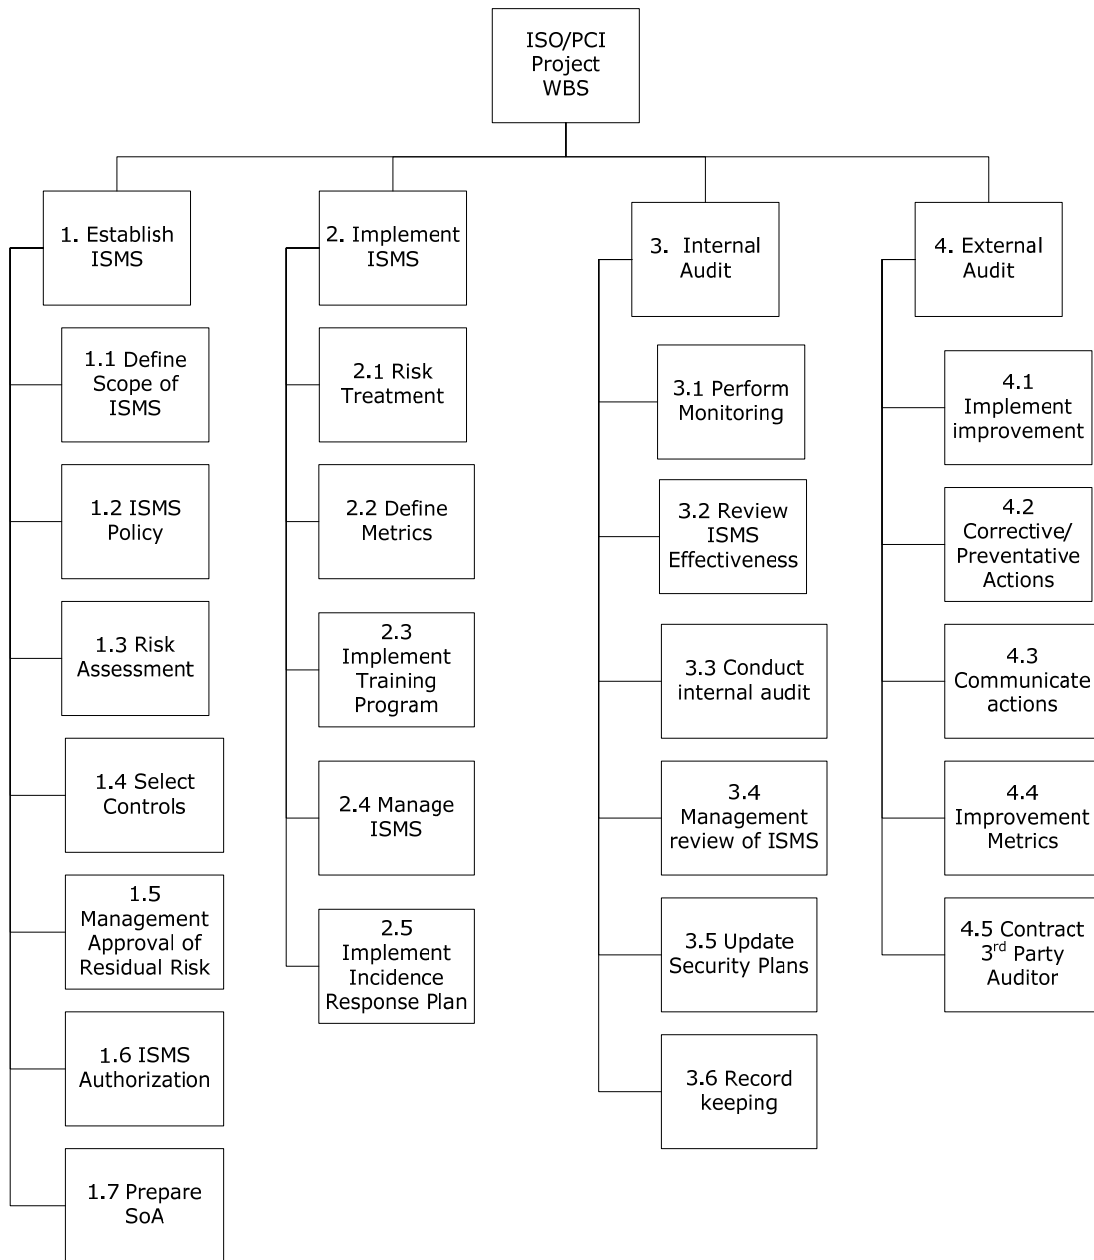 ISO/PCI
Project
WBS
1. Establish
ISMS
1.1 Define
Scope of
ISMS
1.2 ISMS
Policy
1.3 Risk
Assessment
1.4 Select
Controls
1.5
Management
Approval of
Residual Risk
1.6 ISMS
Authorization
1.7 Prepare
SoA
2. Implement
ISMS
2.1 Risk
Treatment
2.2 Define
Metrics
2.3
Implement
Training
Program
2.4 Manage
ISMS
2.5
Implement
Incidence
Response Plan
3. Internal
Audit
3.1 Perform
Monitoring
3.2 Review
ISMS
Effectiveness
3.3 Conduct
internal audit
3.4
Management
review of ISMS
3.5 Update
Security Plans
3.6 Record
keeping
4. External
Audit
4.1
Implement
improvement
4.2
Corrective/
Preventative
Actions
4.3
Communicate
actions
4.4
Improvement
Metrics
4.5 Contract
3rd Party
Auditor